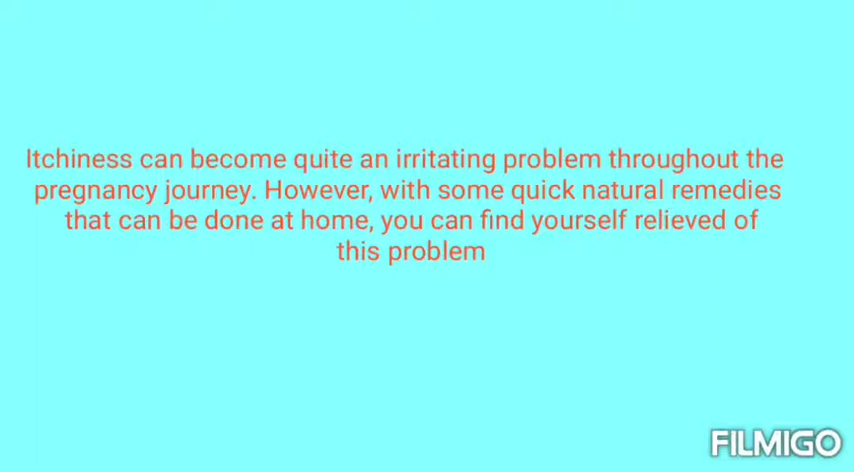 Itchiness can become quite an irritating problem throughout the
pregnancy journey. However, with some quick natural remedies
that can be done at home, you can find yourself relieved of
this problem
FILMIGO